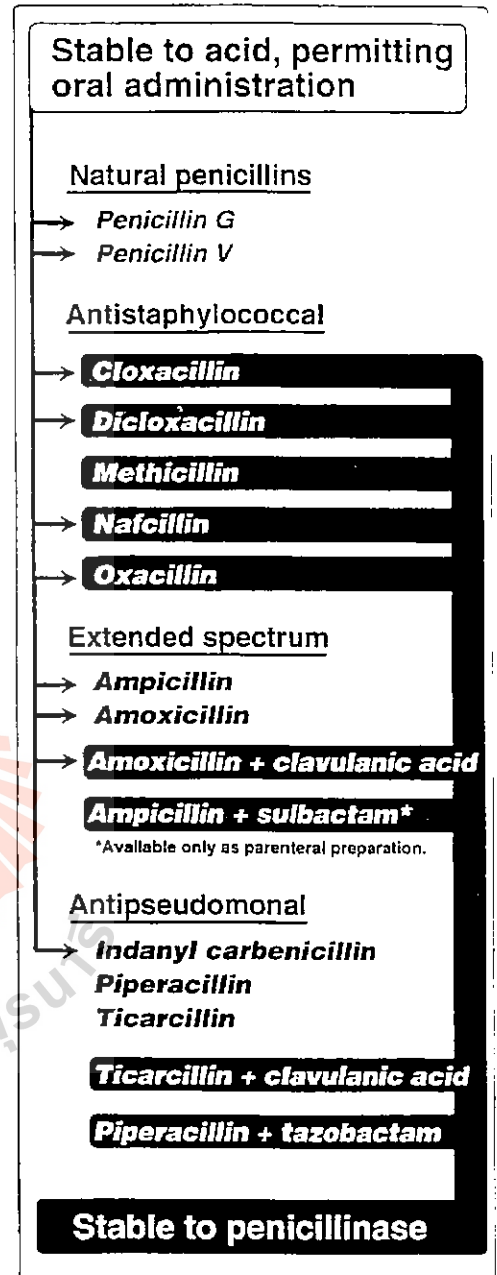 Stable to acid, permitting
oral administration
Natural penicillins
Penicillin G
Penicillin V
Antistaphylococcal
Cloxacillin
Dicloxacillin
Methicillin
Nafcillin
Oxacillin
Extended spectrum
Ampicillin
Amoxicillin
Amoxicillin + clavulanic acid
Ampicillin + sulbactam*
*Available only as parenteral preparation.
Antipseudomonal
Indanyl carbenicillin
Piperacillin
Ticarcillin
Ticarcillin + clavulanic acid
Piperacillin + tazobactam
Stable to penicillinase